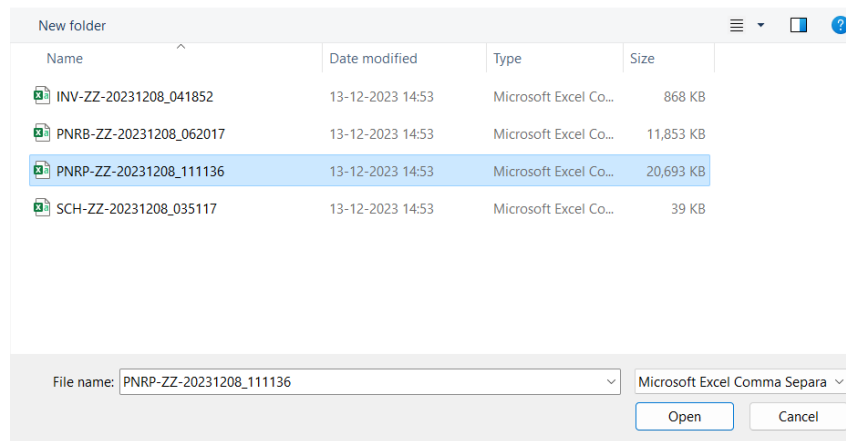 New folder
?
Name Date modified Type Size
INV-ZZ-20231208_041852 13-12-2023 14:53 Microsoft Excel Co... 868 KB
PNRB-ZZ-20231208_062017 13-12-2023 14:53 Microsoft Excel Co... 11,853 KB
PNRP-ZZ-20231208_111136 13-12-2023 14:53 Microsoft Excel Co... 20,693 KB
SCH-ZZ-20231208_035117 13-12-2023 14:53 Microsoft Excel Co... 39 KB
File name: PNRP-ZZ-20231208_111136 Microsoft Excel Comma Separa
Open Cancel